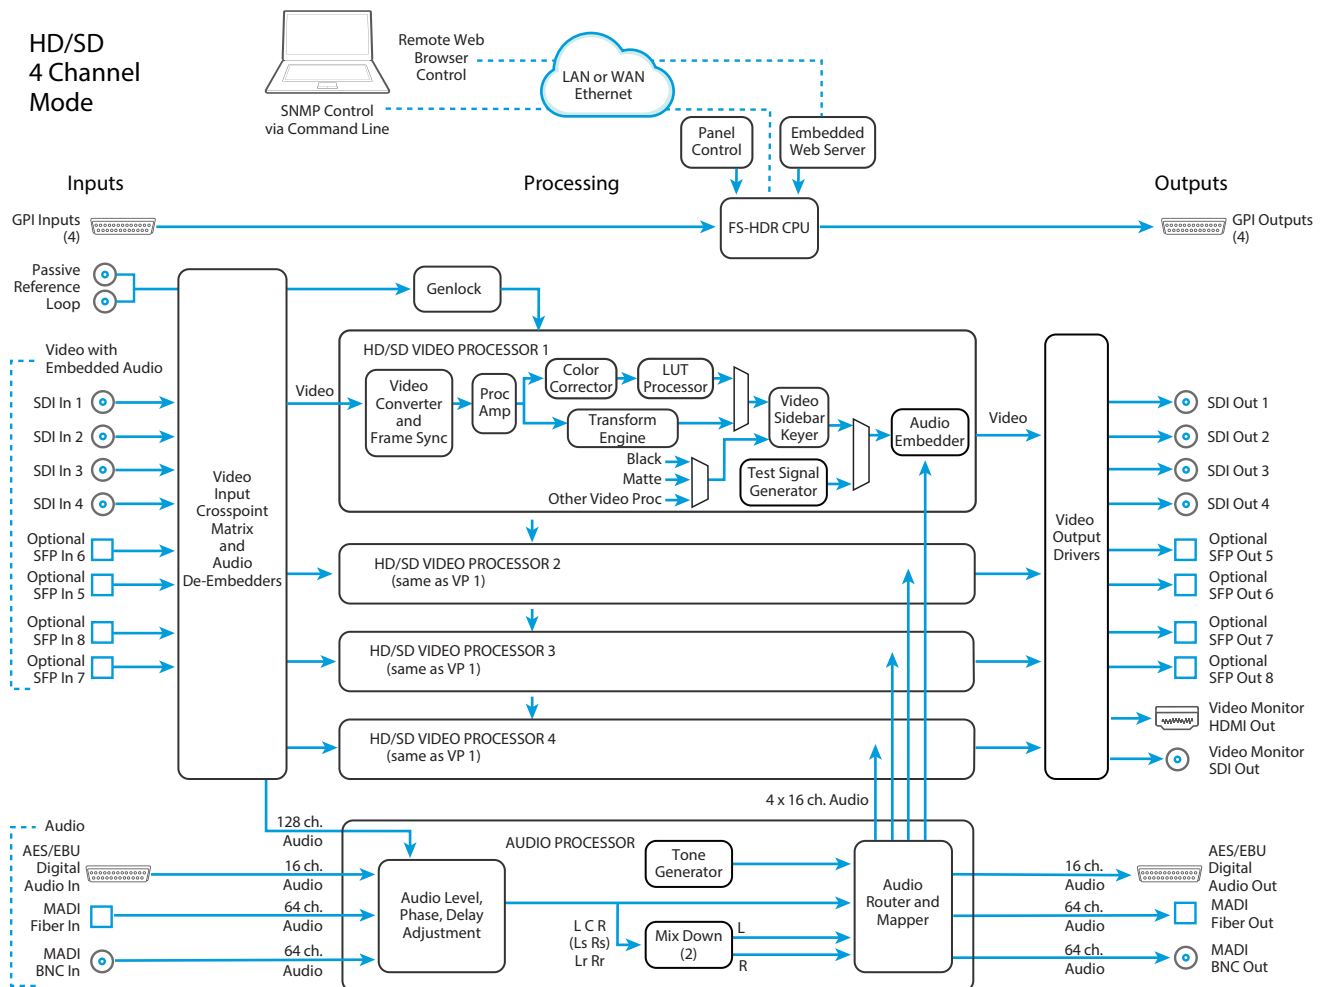 HD/SD
4 Channel
Mode
Remote Web
Browser
Control
LAN or WAN
Ethernet
SNMP Control
via Command Line
Panel
Control
Embedded
Web Server
Inputs
Processing
Outputs
GPI Inputs
(4)
FS-HDR CPU
GPI Outputs
(4)
Passive
Reference
Loop
Genlock
Video with
Embedded Audio
SDI In 1
SDI In 2
SDI In 3
SDI In 4
Optional
SFP In 6
Optional
SFP In 5
Optional
SFP In 8
Optional
SFP In 7
Video
Input
Crosspoint
Matrix
and
Audio
De-Embedders
Video
HD/SD VIDEO PROCESSOR 1
Video
Converter
and
Frame Sync
Proc
Amp
Color
Corrector
LUT
Processor
Transform
Engine
Black
Matte
Other Video Proc
Video
Sidebar
Keyer
Test Signal
Generator
Audio
Embedder
Video
HD/SD VIDEO PROCESSOR 2
(same as VP 1)
HD/SD VIDEO PROCESSOR 3
(same as VP 1)
HD/SD VIDEO PROCESSOR 4
(same as VP 1)
Video
Output
Drivers
SDI Out 1
SDI Out 2
SDI Out 3
SDI Out 4
Optional
SFP Out 5
Optional
SFP Out 6
Optional
SFP Out 7
Optional
SFP Out 8
Video Monitor
HDMI Out
Video Monitor
SDI Out
4 x 16 ch. Audio
Audio
AES/EBU
Digital
Audio In
MADI
Fiber In
MADI
BNC In
128 ch.
Audio
16 ch.
Audio
64 ch.
Audio
64 ch.
Audio
AUDIO PROCESSOR
Audio Level,
Phase, Delay
Adjustment
Tone
Generator
L C R
(Ls Rs)
Lr Rr
Mix Down
(2)
L
R
Audio
Router and
Mapper
16 ch.
Audio
64 ch.
Audio
64 ch.
Audio
AES/EBU
Digital
Audio Out
MADI
Fiber Out
MADI
BNC Out